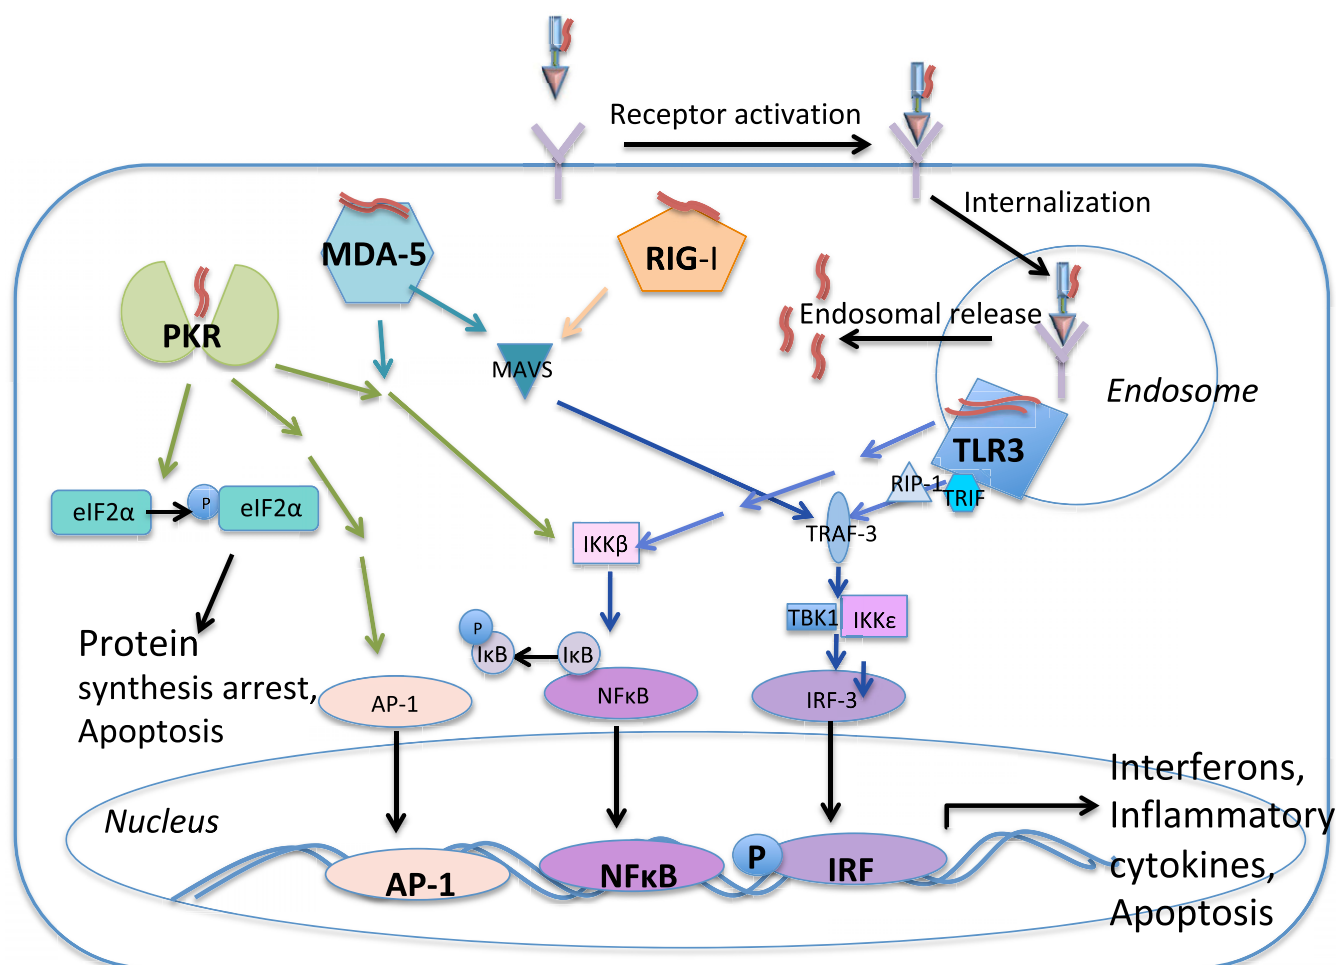 Receptor activation
Internalization
MDA-5
RIG-I
PKR
Endosomal release
MAVS
Endosome
TLR3
RIP-1
TRIF
eIF2α
P
eIF2α
TRAF-3
IKKβ
TBK1
IKKε
P
IκB
IκB
Protein
synthesis arrest,
Apoptosis
AP-1
NFκB
IRF-3
Nucleus
Interferons,
Inflammatory
cytokines,
Apoptosis
AP-1
NFκB
P
IRF